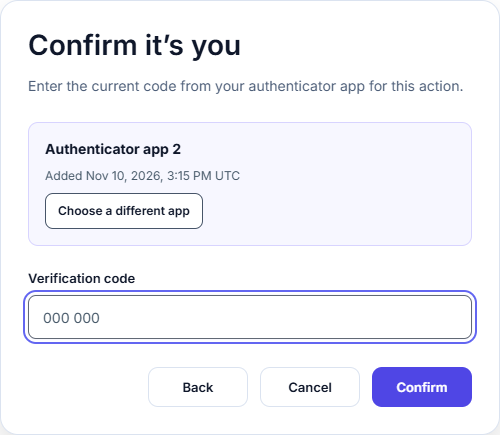 Confirm it’s you
Enter the current code from your authenticator app for this action.
Authenticator app 2
Added Nov 10, 2026, 3:15 PM UTC
Choose a different app
Verification code
000 000
Back
Cancel
Confirm